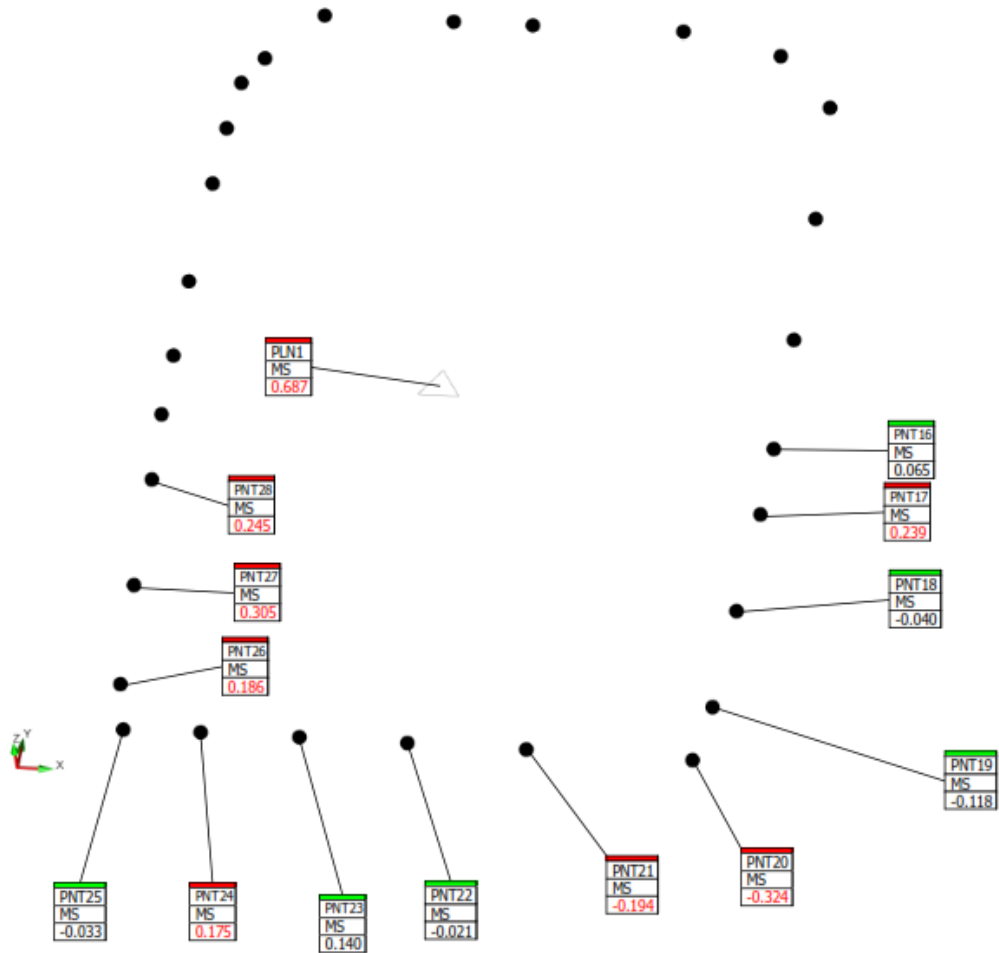 PLN1
MS
0.687
PNT16
MS
0.065
PNT28
MS
0.245
PNT17
MS
0.239
PNT27
MS
0.305
PNT18
MS
-0.040
PNT26
MS
0.186
Z Y
X
PNT19
MS
-0.118
PNT25
MS
-0.033
PNT24
MS
0.175
PNT23
MS
0.140
PNT22
MS
-0.021
PNT21
MS
-0.194
PNT20
MS
-0.324